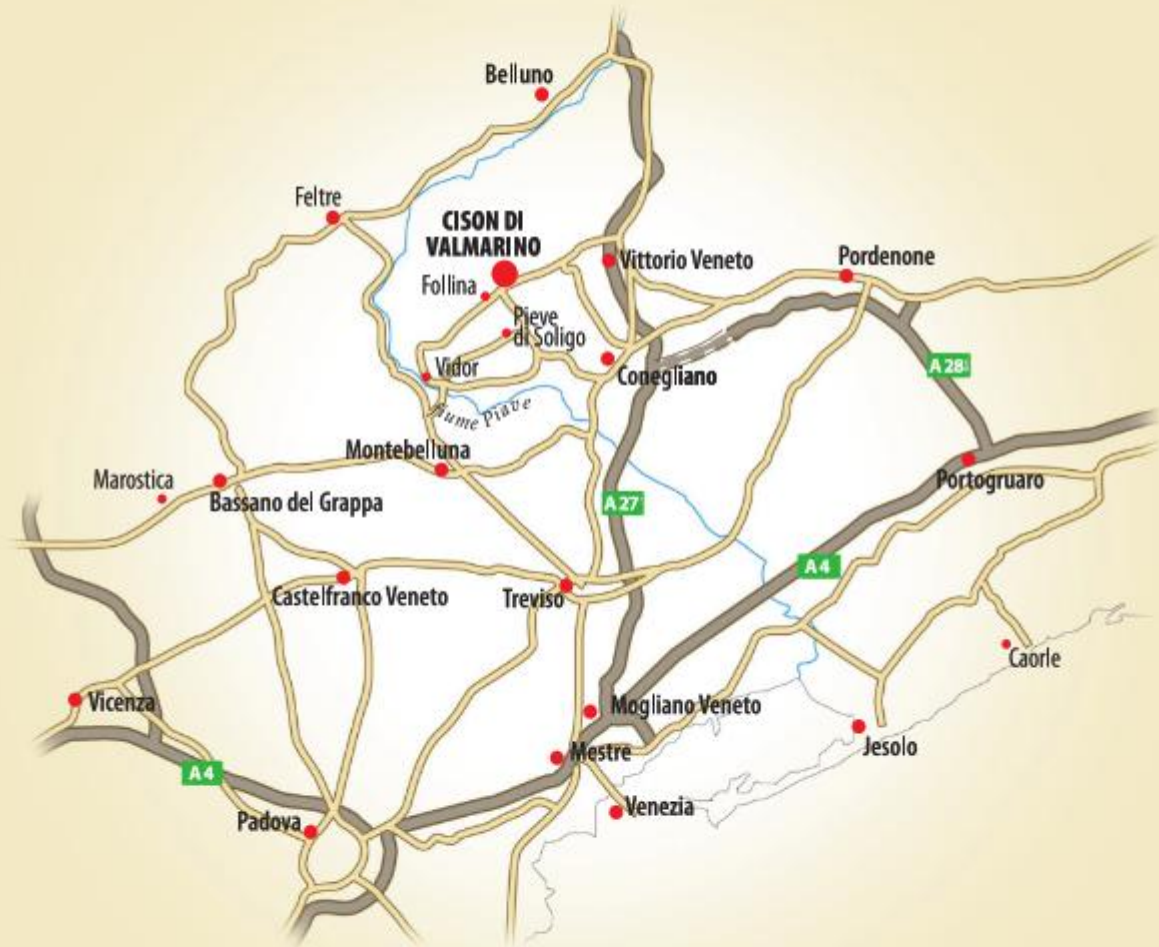 Belluno
Feltre
CISON DI
VALMARINO
Vittorio Veneto
Pordenone
Follina
Pieve
di Soligo
Vidor
Conegliano
A 28
fiume Piave
Montebelluna
Marostica
Bassano del Grappa
Portogruaro
A 27
A 4
Castelfranco Veneto
Treviso
Caorle
Vicenza
Mogliano Veneto
Jesolo
Mestre
A 4
Venezia
Padova